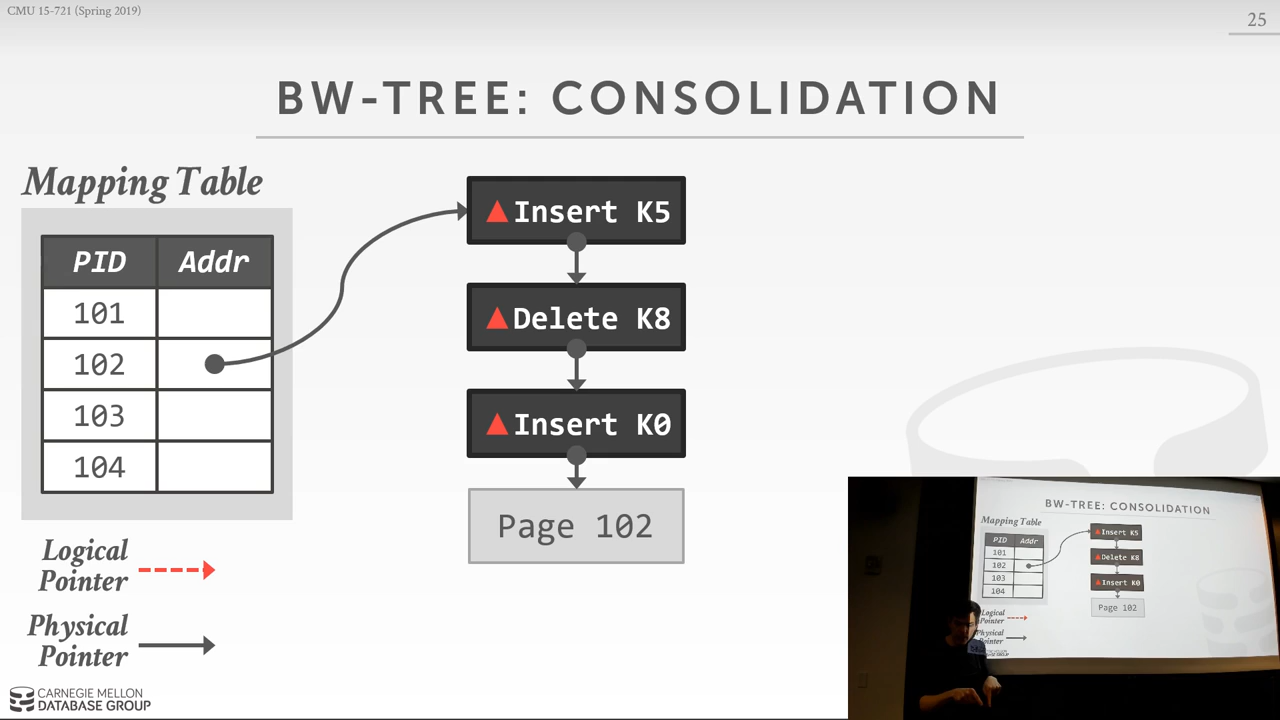 CMU 15-721 (Spring 2019)
25
BW-TREE: CONSOLIDATION
Mapping Table
PID Addr
101
102
103
104
▲Insert K5
▲Delete K8
▲Insert K0
Page 102
Logical
Pointer
Physical
Pointer
CARNEGIE MELLON
DATABASE GROUP
BW-TREE: CONSOLIDATION
Mapping Table
PID Addr
101
102
103
104
▲Insert K5
▲Delete K8
▲Insert K0
Page 102
Logical
Pointer
Physical
Pointer